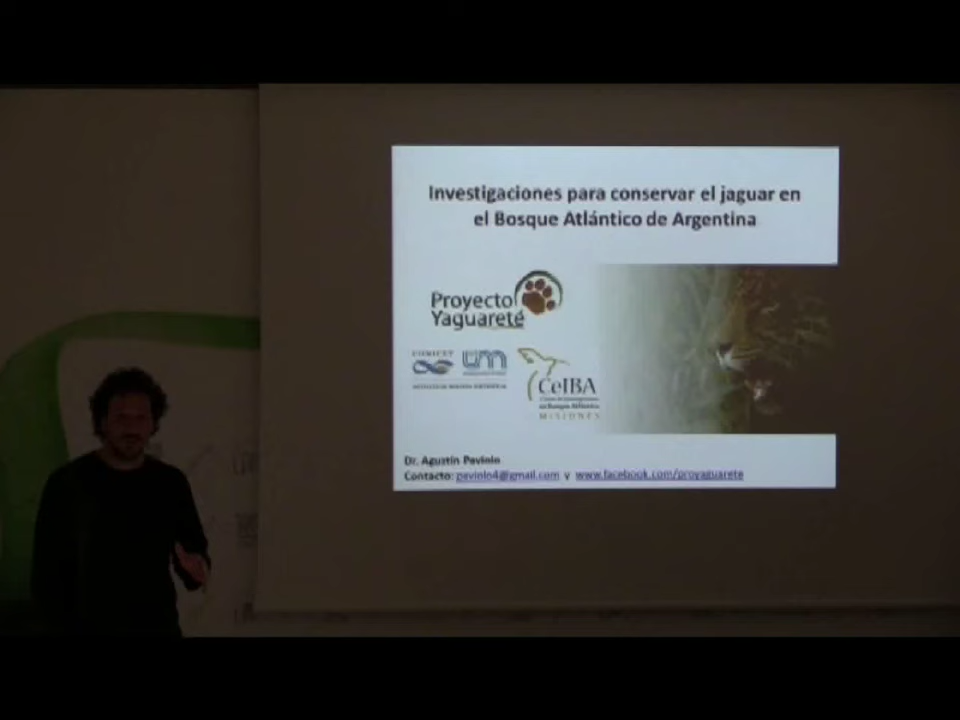 Investigaciones para conservar el jaguar en
el Bosque Atlántico de Argentina
Proyecto
Yaguareté
CONICET
CeIBA
MISIONES
Dr. Agustín Paviolo
Contacto: paviolo4@gmail.com y www.facebook.com/proyaguarete